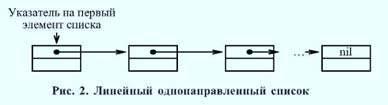 Указатель на первый
элемент списка
... nil
Рис. 2. Линейный однонаправленный список